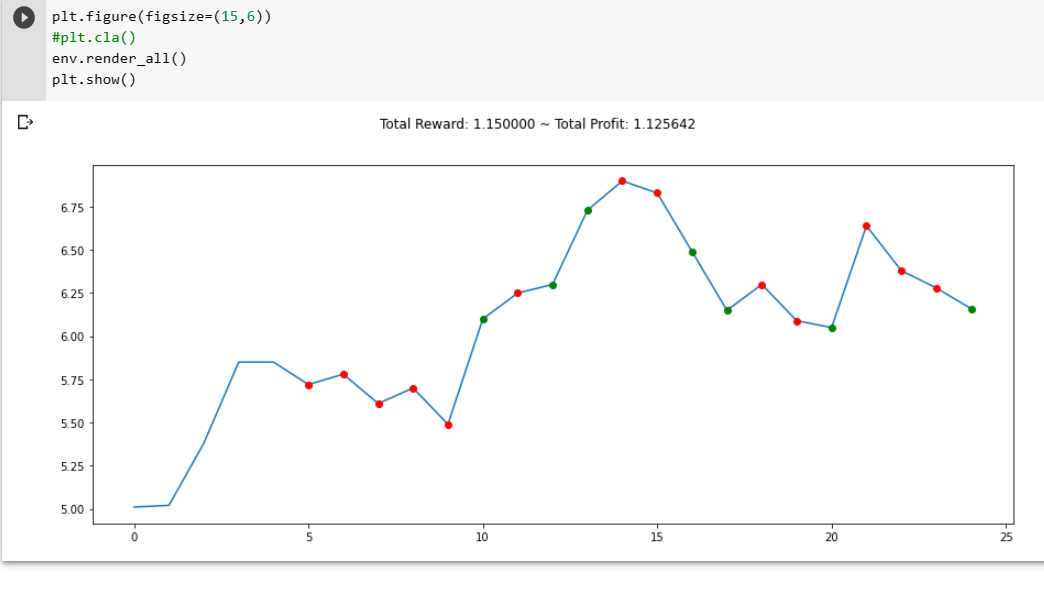 plt.figure(figsize=(15,6))
#plt.cla()
env.render_all()
plt.show()
Total Reward: 1.150000 ~ Total Profit: 1.125642
6.75
6.50
6.25
6.00
5.75
5.50
5.25
5.00
0 5 10 15 20 25